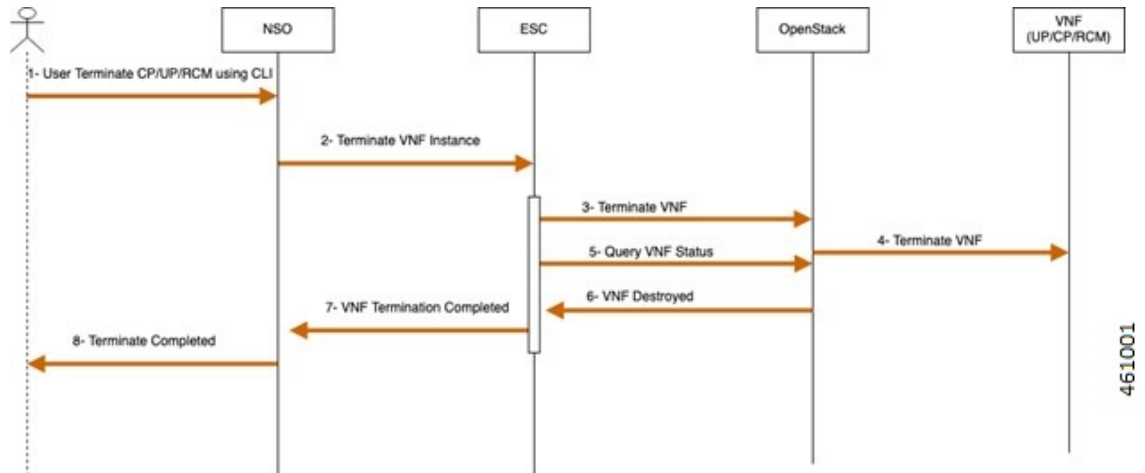 NSO
ESC
OpenStack
VNF
(UP/CP/RCM)
1- User Terminate CP/UP/RCM using CLI
2- Terminate VNF Instance
3- Terminate VNF
4- Terminate VNF
5- Query VNF Status
6- VNF Destroyed
7- VNF Termination Completed
8- Terminate Completed
461001